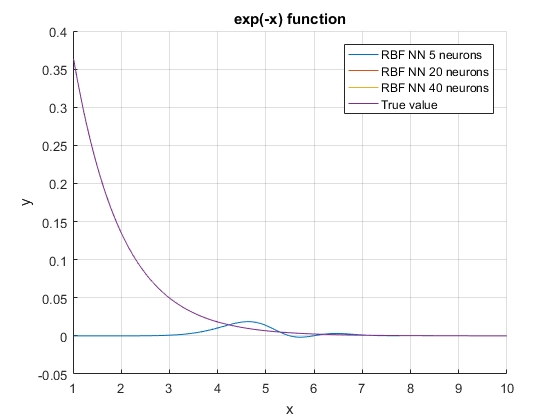 exp(-x) function
0.4
0.35
0.3
0.25
0.2
0.15
0.1
0.05
0
-0.05
y
RBF NN 5 neurons
RBF NN 20 neurons
RBF NN 40 neurons
True value
1 2 3 4 5 6 7 8 9 10
x